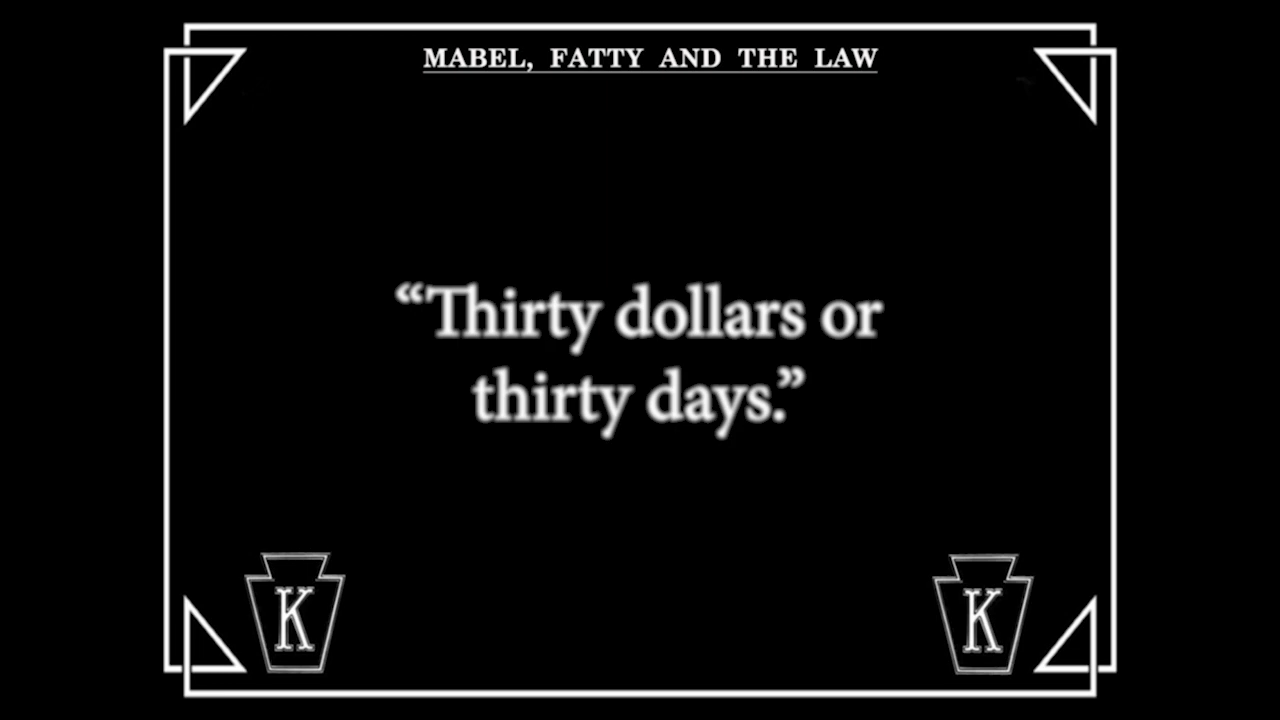 MABEL, FATTY AND THE LAW
“Thirty dollars or
thirty days.”
K K